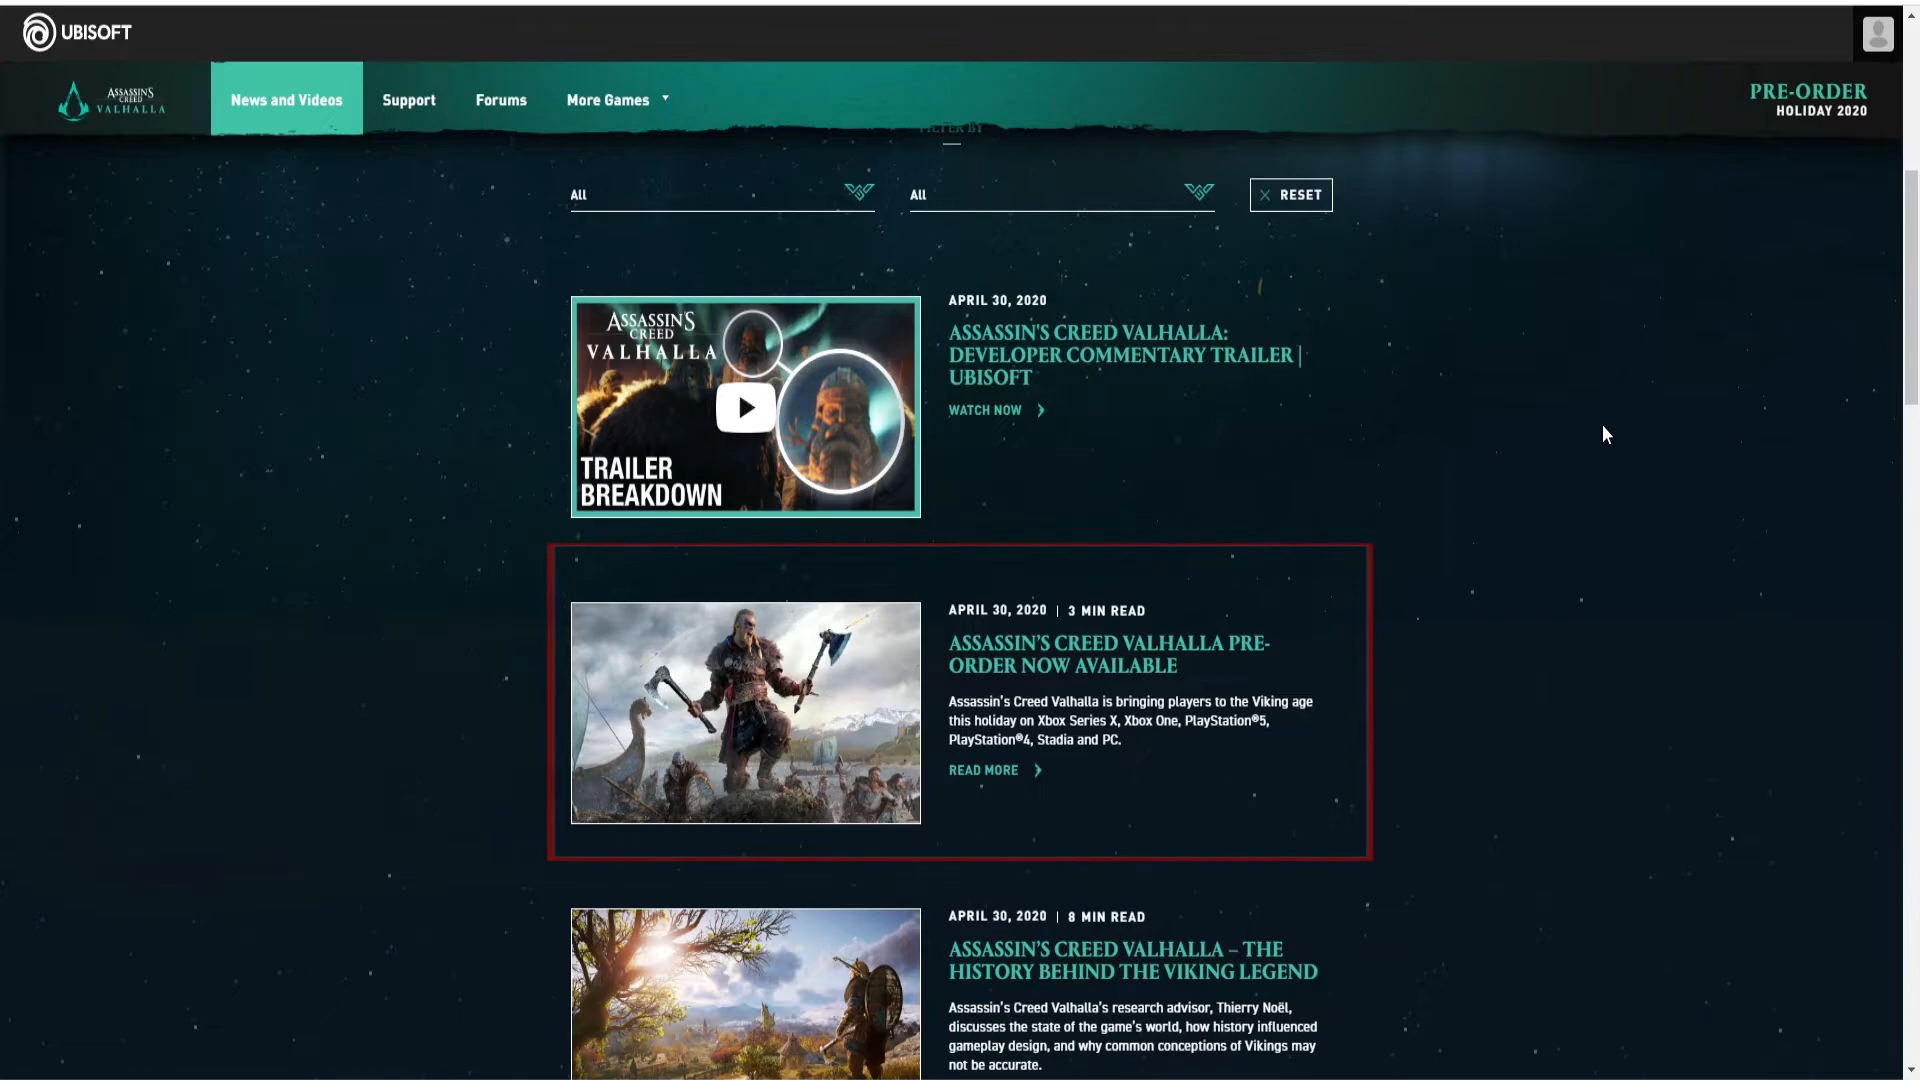 UBISOFT
ASSASSIN'S
CREED
VALHALLA
News and Videos
Support
Forums
More Games
PRE-ORDER
HOLIDAY 2020
FILTER BY
All
All
RESET
ASSASSIN'S
CREED
VALHALLA
TRAILER
BREAKDOWN
APRIL 30, 2020
ASSASSIN'S CREED VALHALLA:
DEVELOPER COMMENTARY TRAILER |
UBISOFT
WATCH NOW
APRIL 30, 2020 | 3 MIN READ
ASSASSIN’S CREED VALHALLA PRE-
ORDER NOW AVAILABLE
Assassin’s Creed Valhalla is bringing players to the Viking age
this holiday on Xbox Series X, Xbox One, PlayStation®5,
PlayStation®4, Stadia and PC.
READ MORE
APRIL 30, 2020 | 8 MIN READ
ASSASSIN’S CREED VALHALLA – THE
HISTORY BEHIND THE VIKING LEGEND
Assassin’s Creed Valhalla’s research advisor, Thierry Noël,
discusses the state of the game’s world, how history influenced
gameplay design, and why common conceptions of Vikings may
not be accurate.